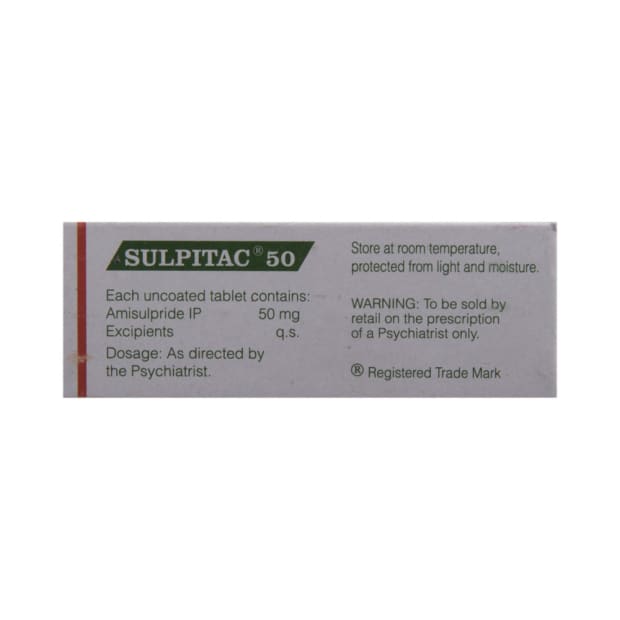 SULPITAC® 50
Each uncoated tablet contains:
Amisulpride IP 50 mg
Excipients q.s.
Dosage: As directed by
the Psychiatrist.
Store at room temperature,
protected from light and moisture.
WARNING: To be sold by
retail on the prescription
of a Psychiatrist only.
® Registered Trade Mark